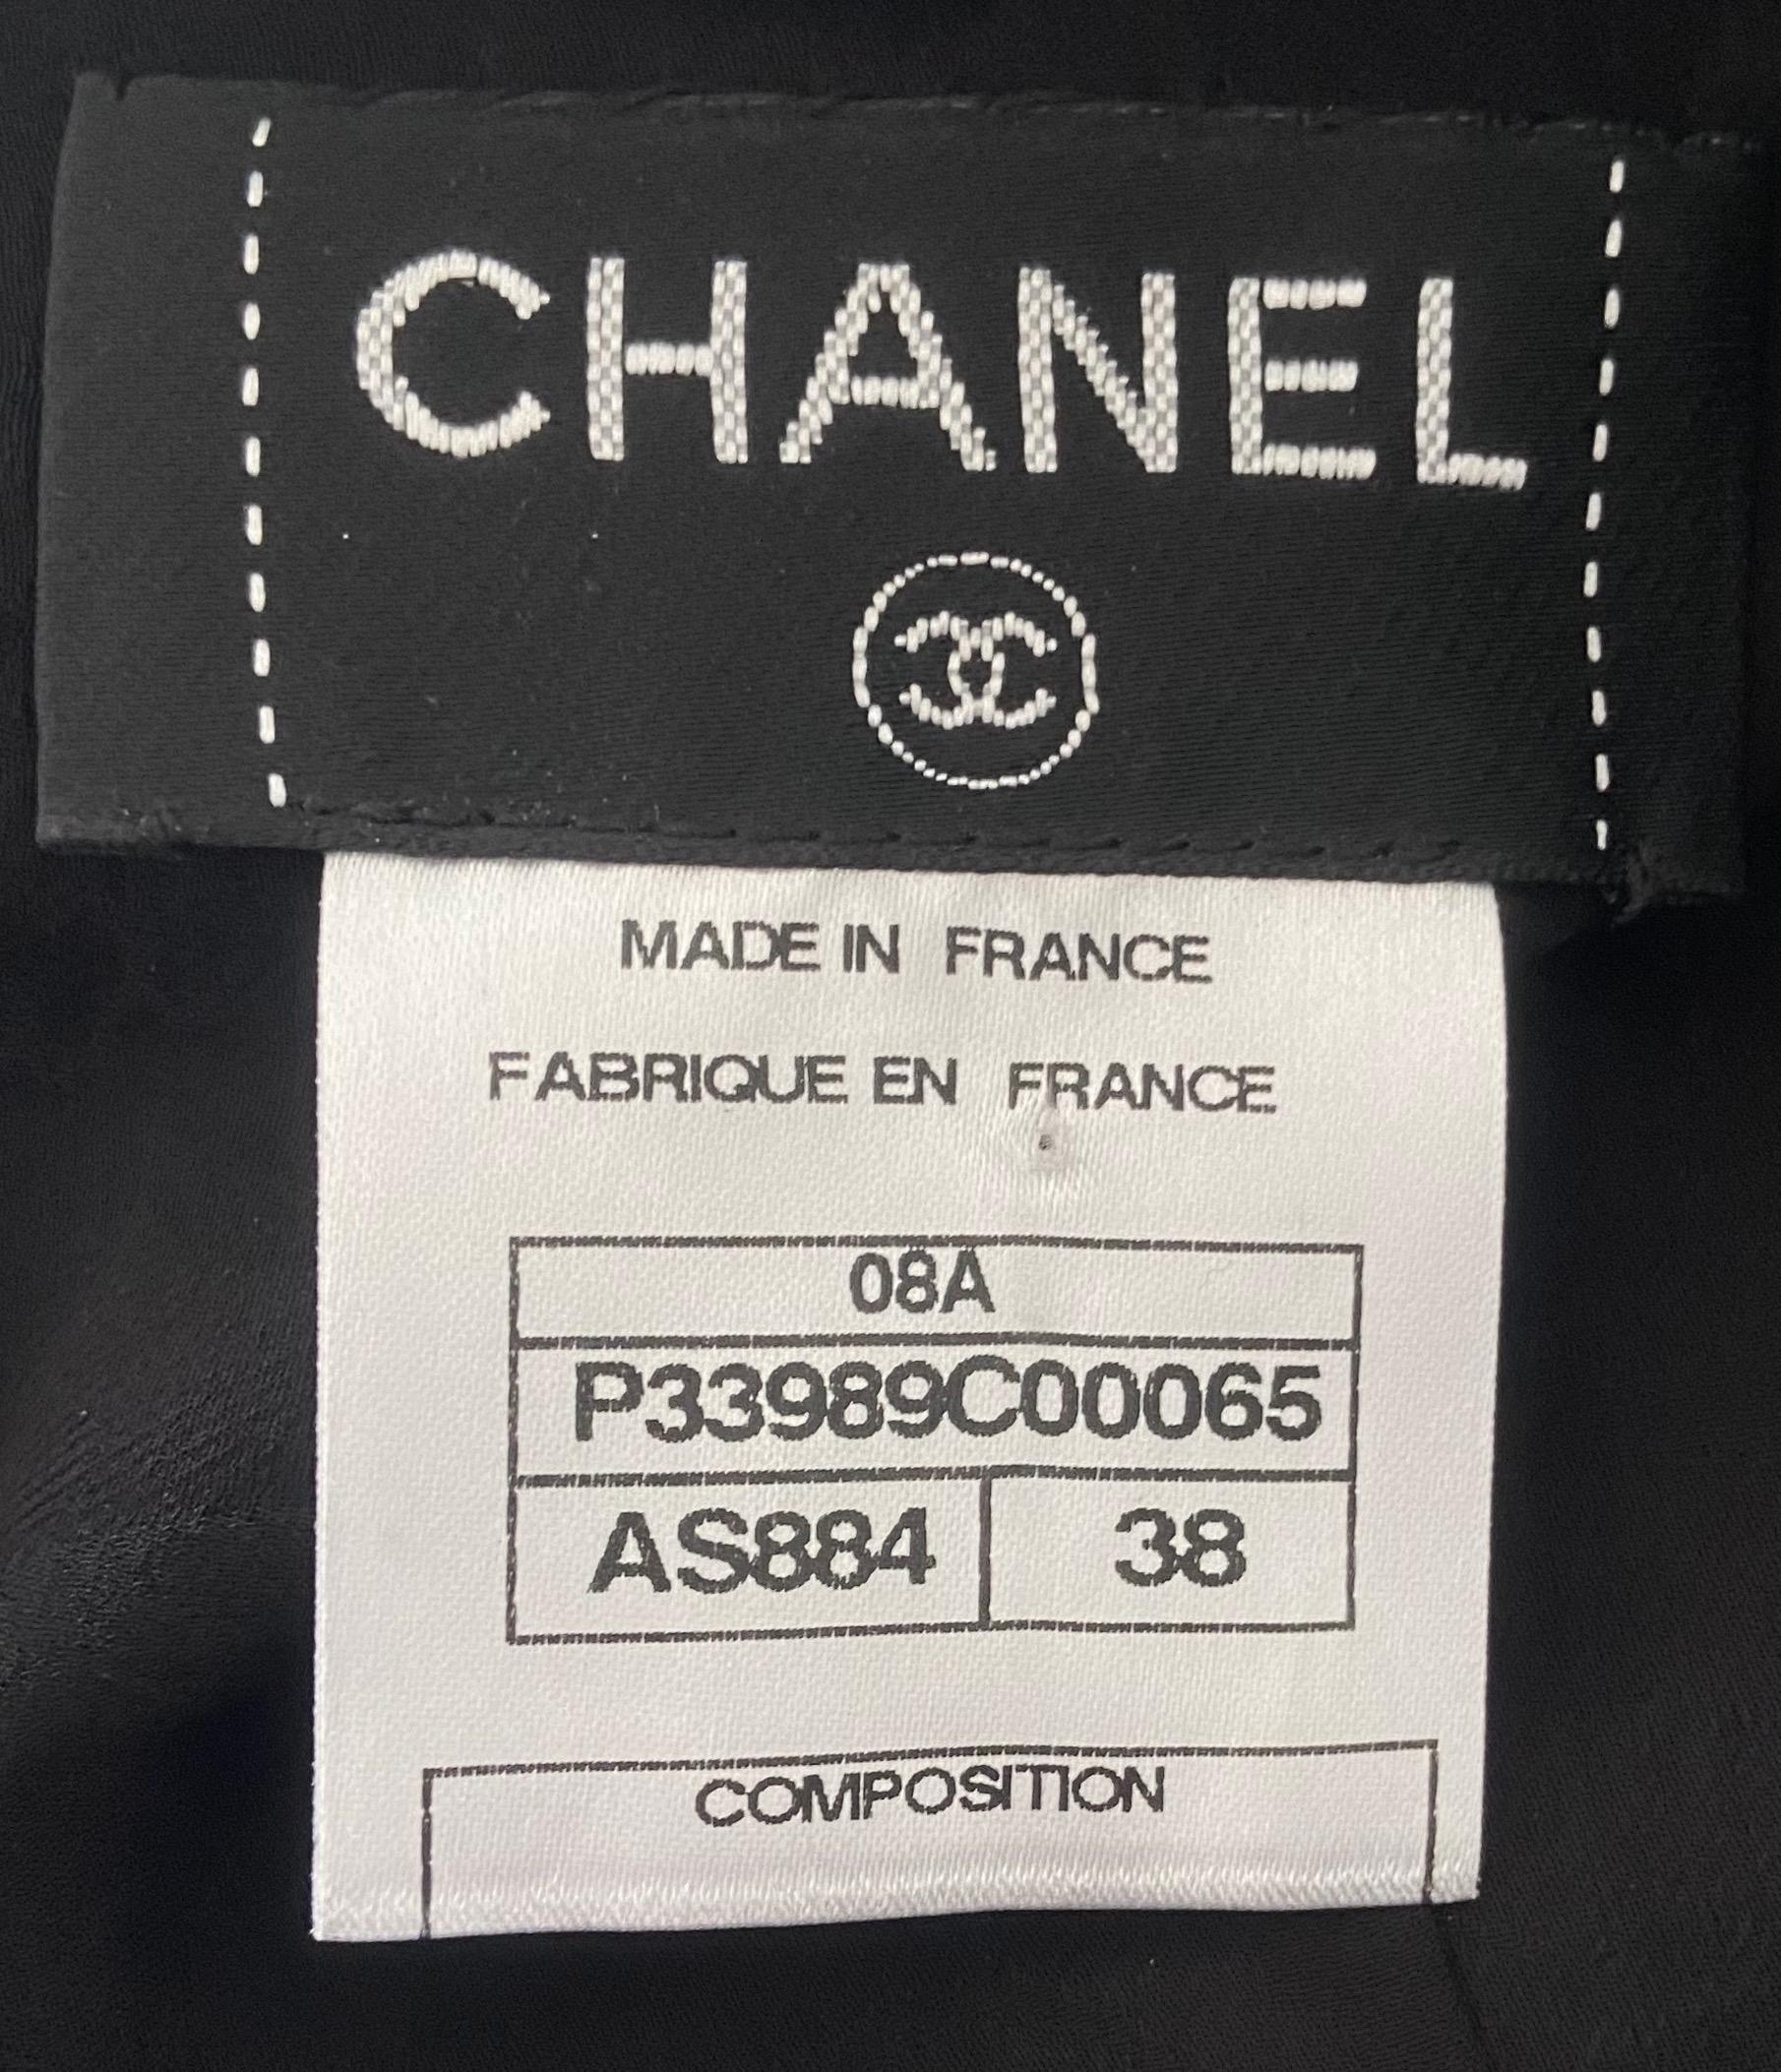 CHANEL
MADE IN FRANCE
FABRIQUE EN FRANCE
08A
P33989C00065
AS884 38
COMPOSITION